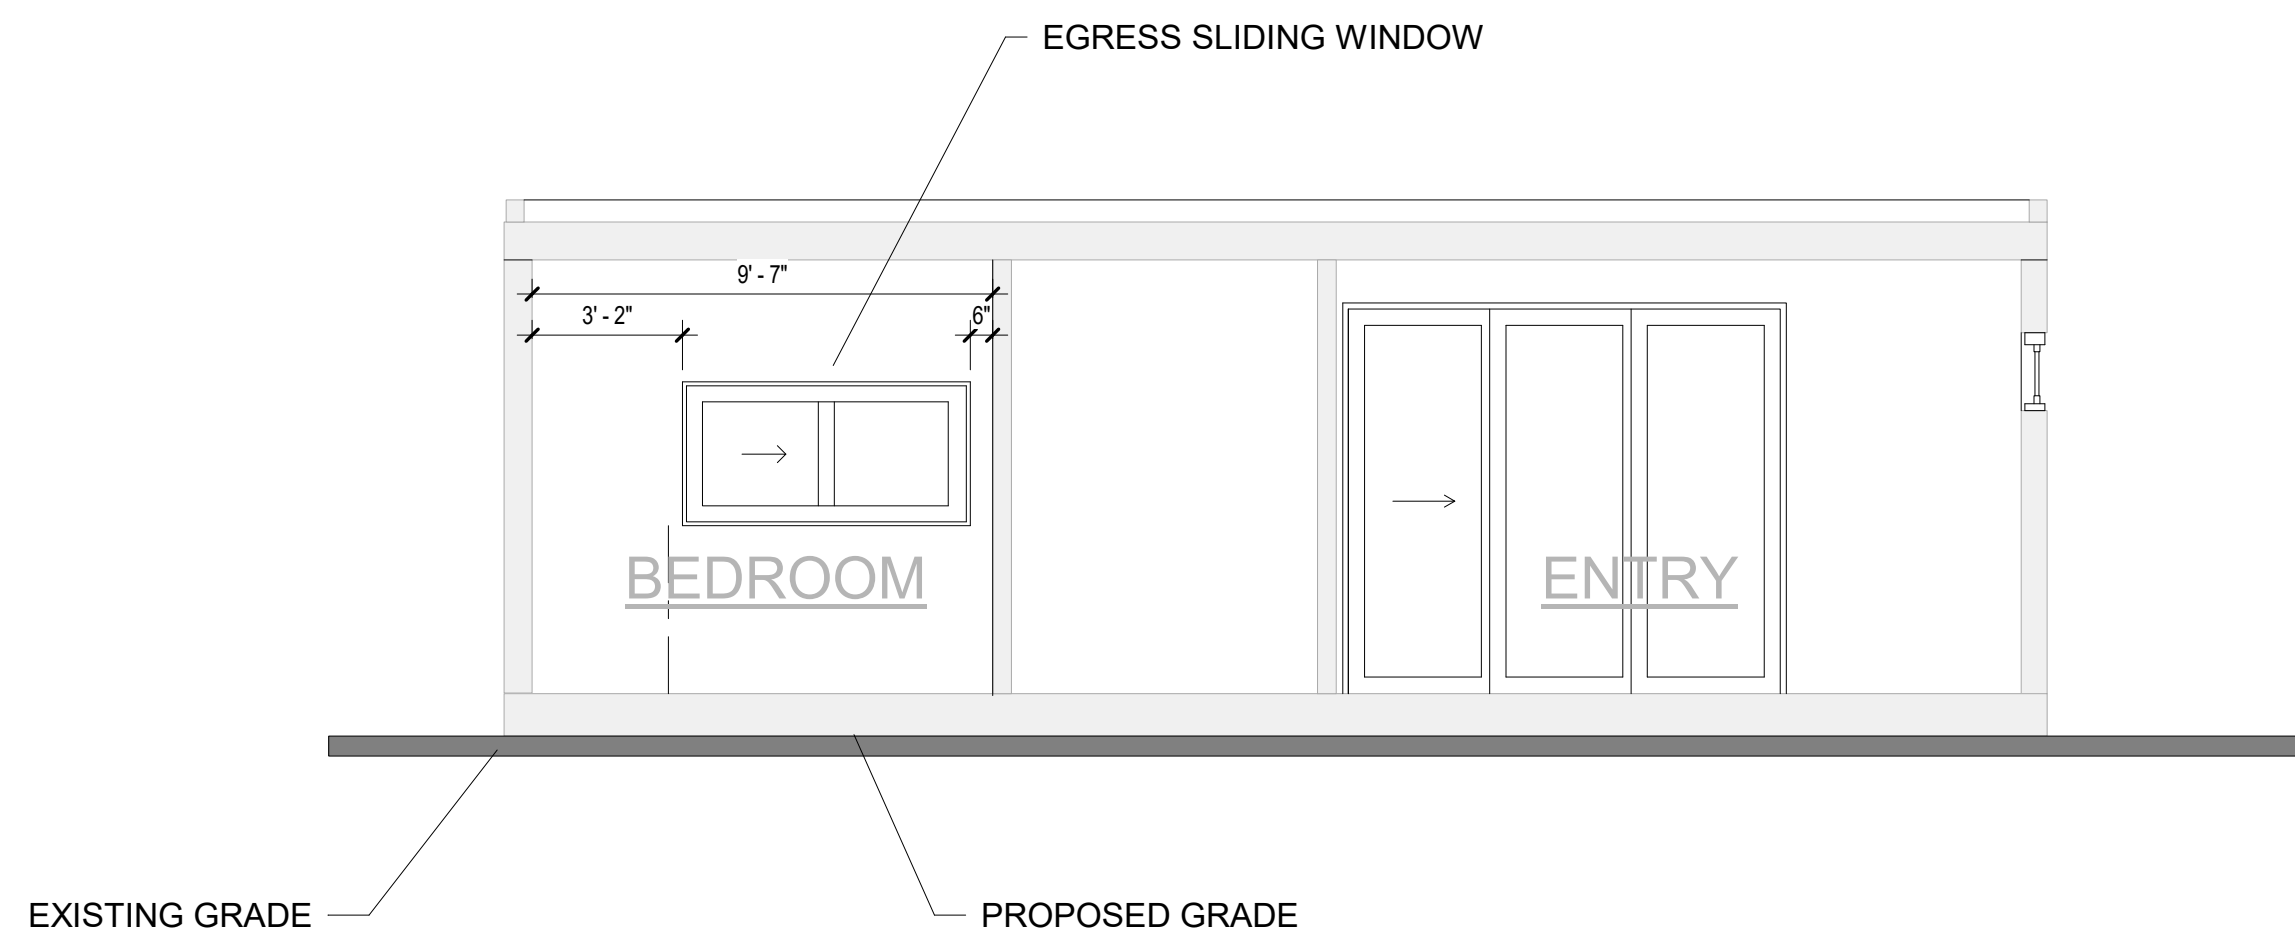 EGRESS SLIDING WINDOW
9' - 7"
3' - 2"
6"
BEDROOM
ENTRY
EXISTING GRADE
PROPOSED GRADE